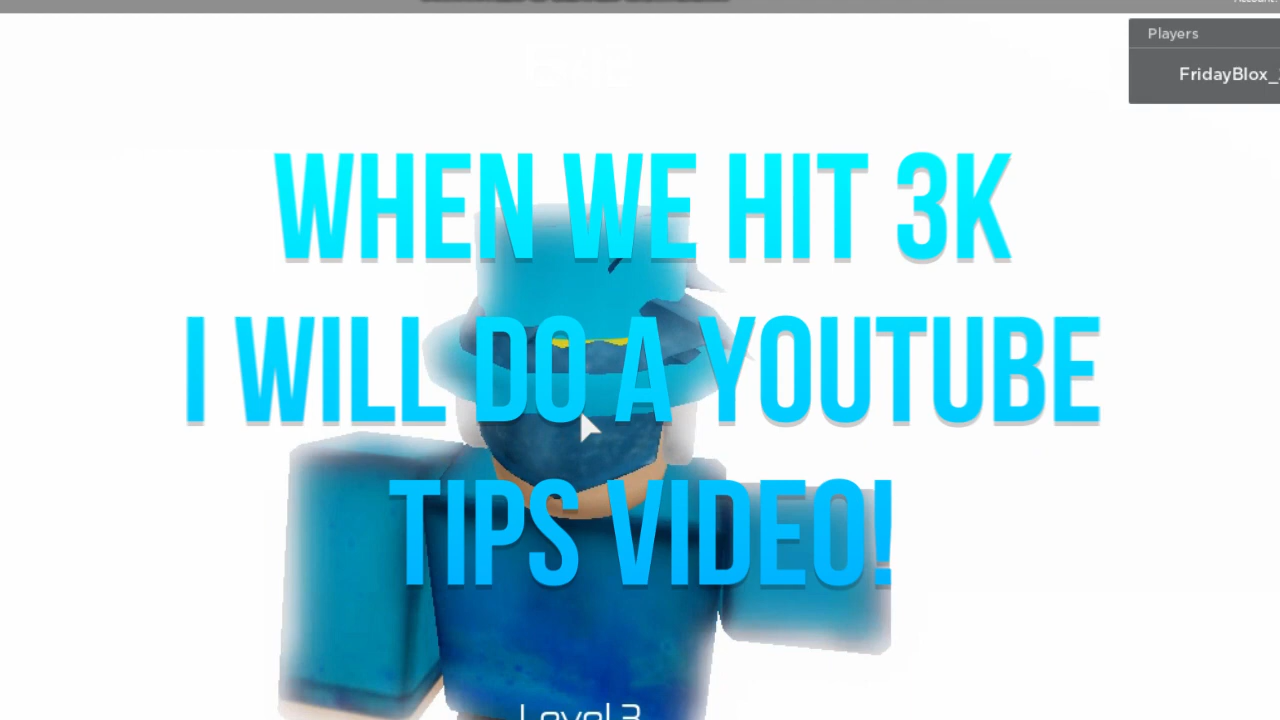 Players
FridayBlox_
WHEN WE HIT 3K
I WILL DO A YOUTUBE
TIPS VIDEO!
Level 3